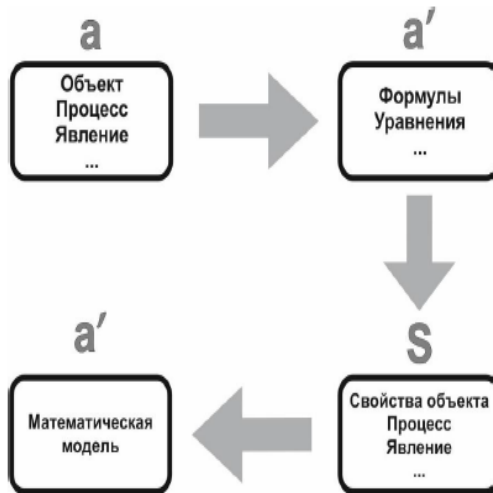 a
Объект
Процесс
Явление
...
a′
Формулы
Уравнения
...
S
Свойства объекта
Процесс
Явление
...
a′
Математическая
модель